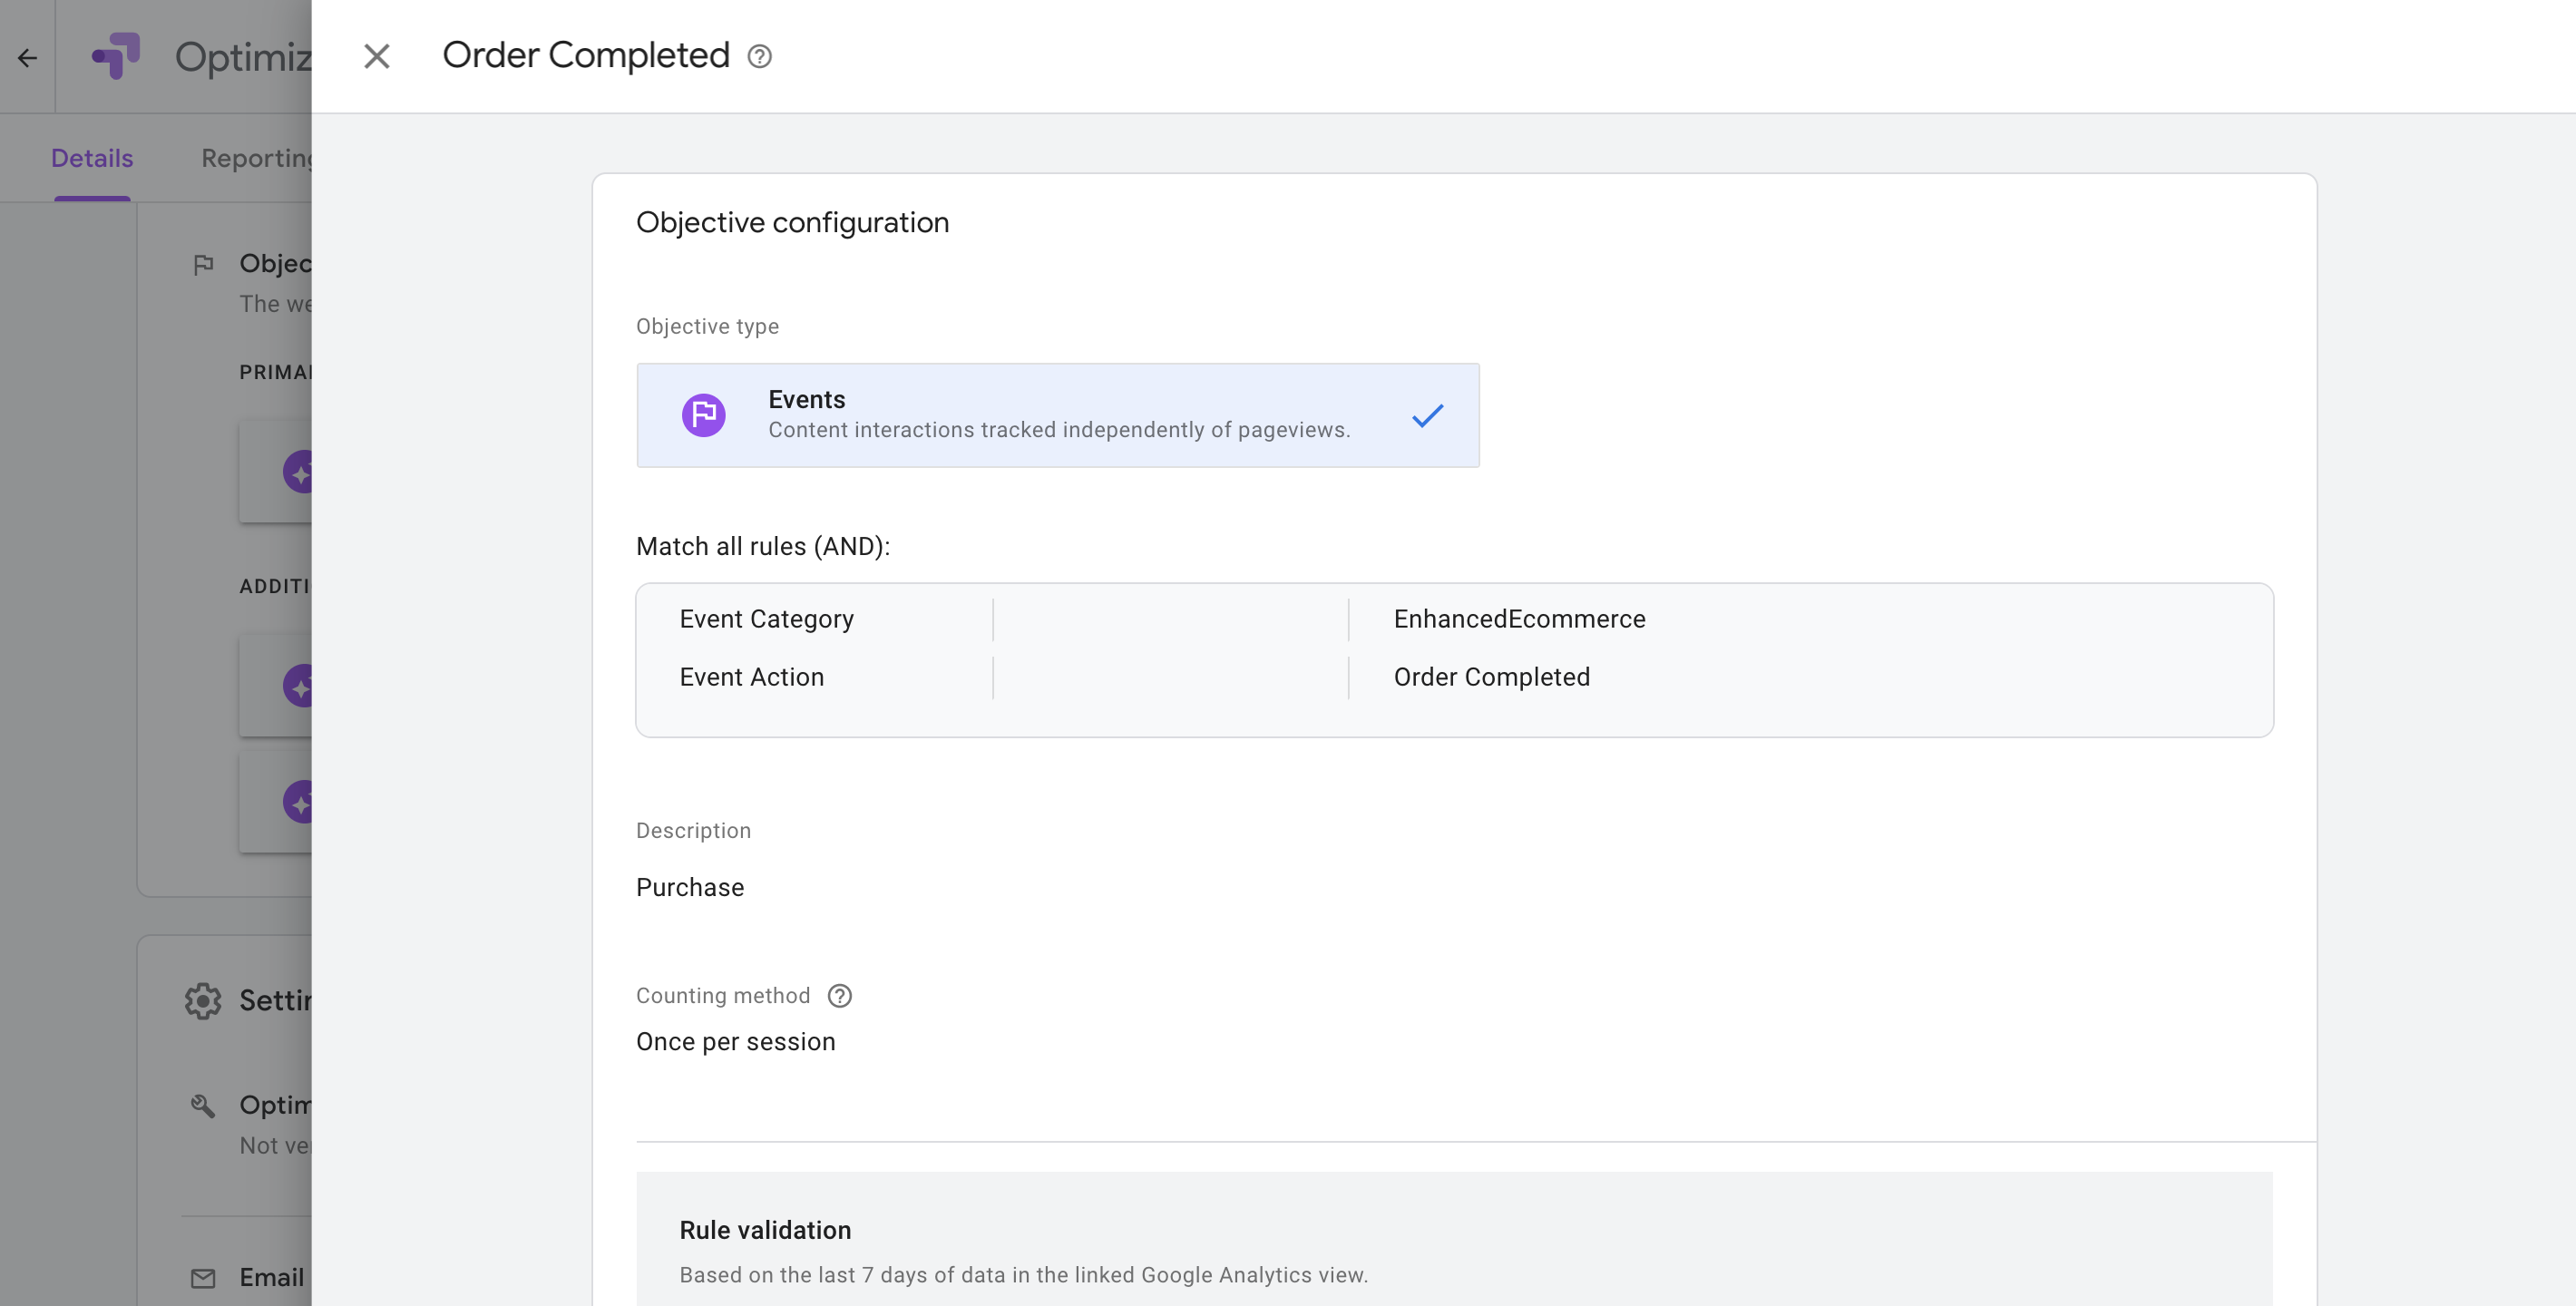 Optimiz
Order Completed
Details
Reporting
Objec
The we
PRIMA
ADDITI
Settin
Optim
Not ve
Email
Objective configuration
Objective type
Events
Content interactions tracked independently of pageviews.
Match all rules (AND):
Event Category EnhancedEcommerce
Event Action Order Completed
Description
Purchase
Counting method
Once per session
Rule validation
Based on the last 7 days of data in the linked Google Analytics view.